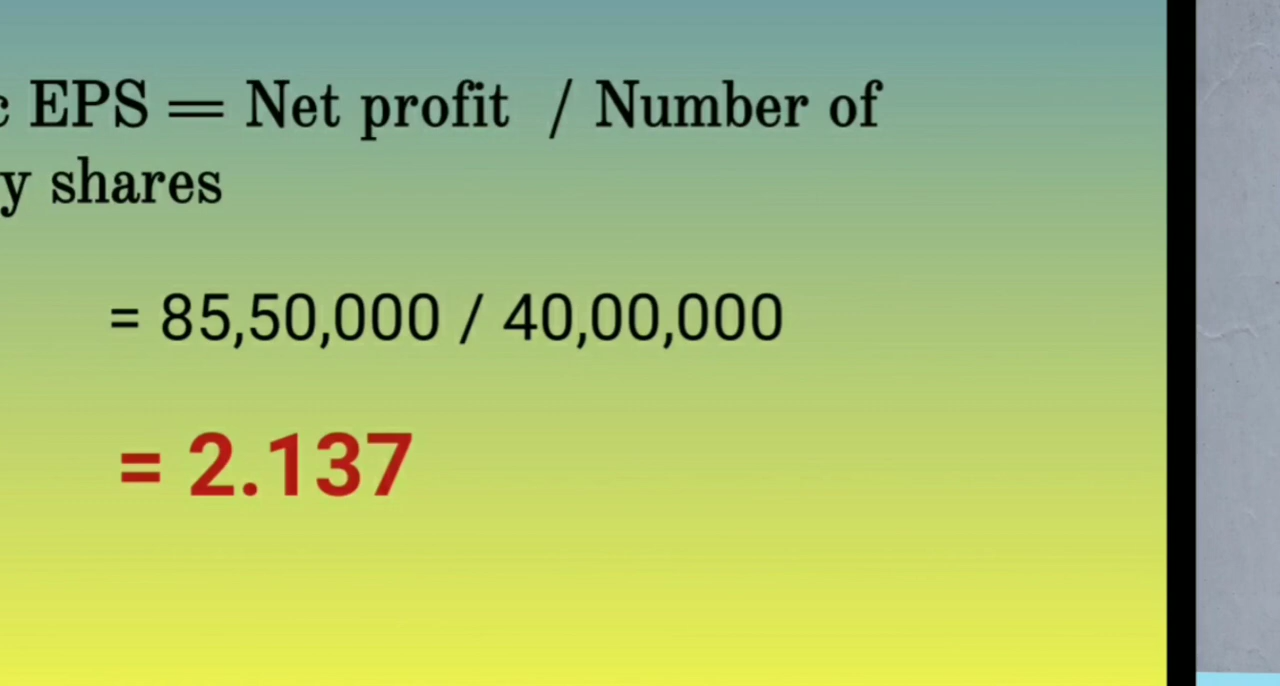 c EPS = Net profit / Number of
y shares
= 85,50,000 / 40,00,000
= 2.137